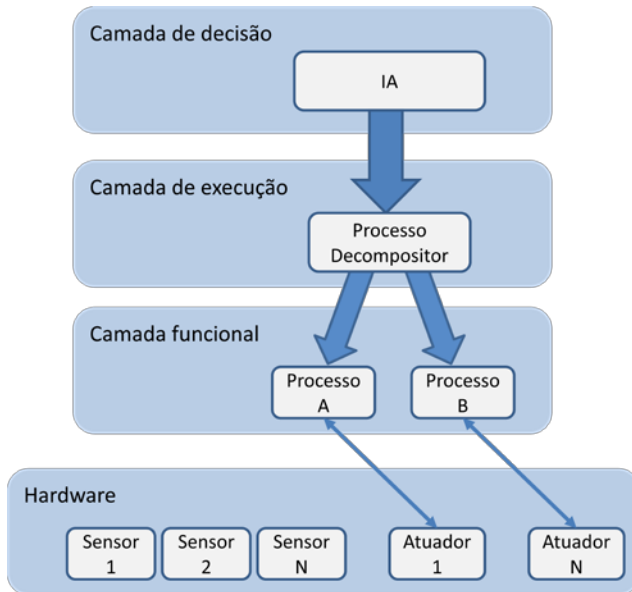 Camada de decisão
IA
Camada de execução
Processo
Decompositor
Camada funcional
Processo
A
Processo
B
Hardware
Sensor
1
Sensor
2
Sensor
N
Atuador
1
Atuador
N